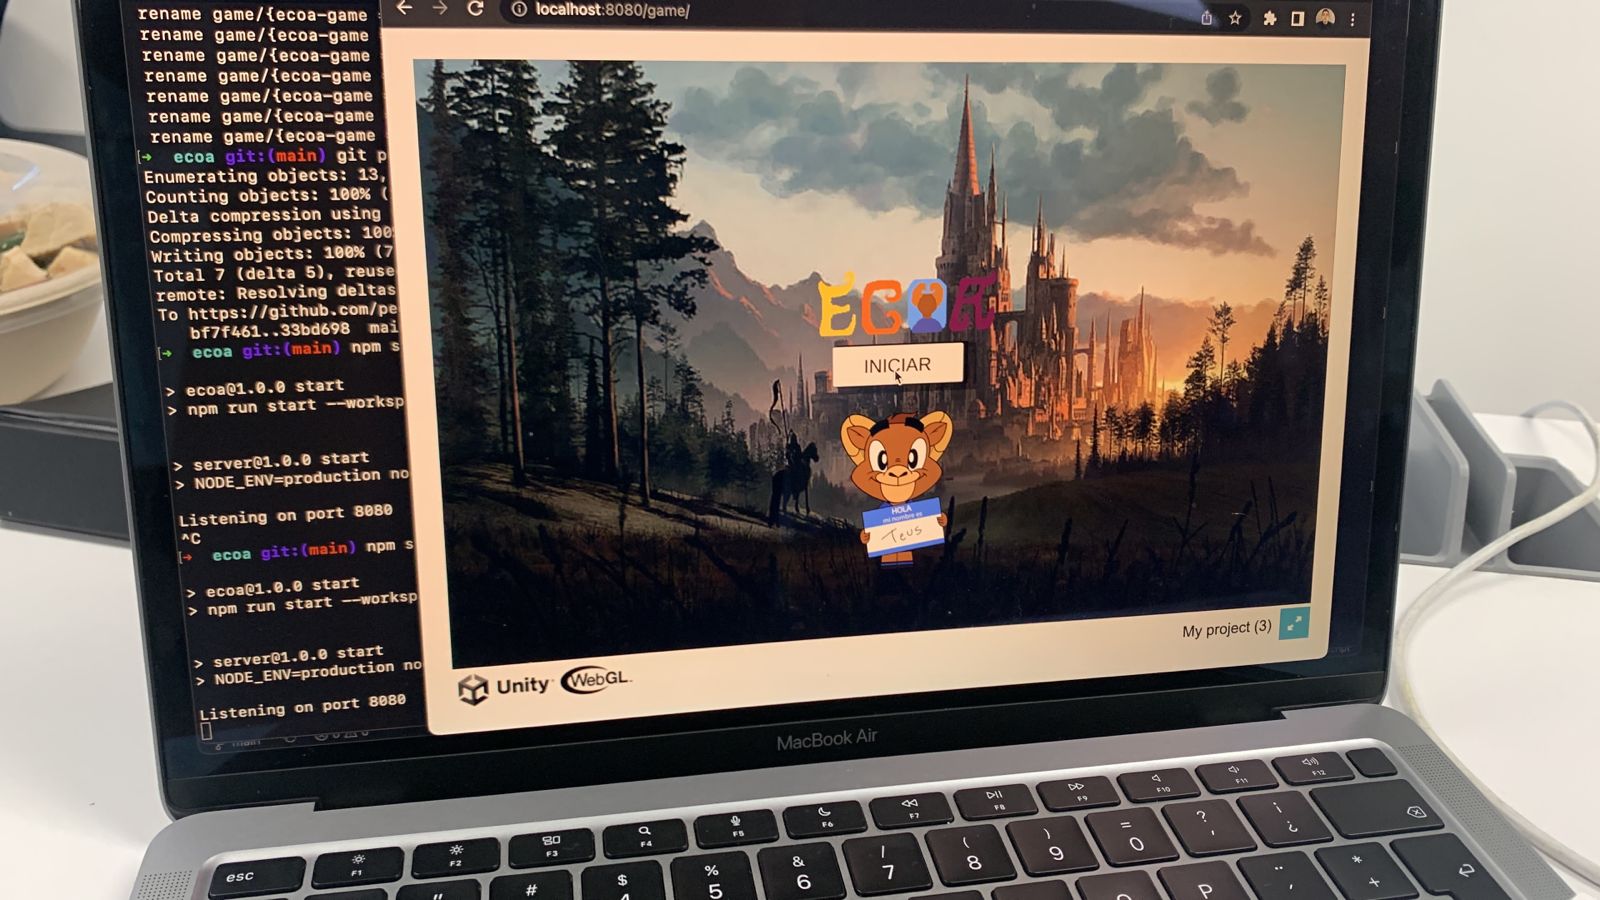 rename game/{ecoa-game
rename game/{ecoa-game
rename game/{ecoa-game
rename game/{ecoa-game
rename game/{ecoa-game
rename game/{ecoa-game
rename game/{ecoa-game
→ ecoa git:(main) git p
Enumerating objects: 13,
Counting objects: 100% (
Delta compression using
Compressing objects: 100
Writing objects: 100% (7
Total 7 (delta 5), reuse
remote: Resolving deltas
To https://github.com/pe
bf7f461..33bd698 mai
→ ecoa git:(main) npm s
> ecoa@1.0.0 start
> npm run start --worksp
> server@1.0.0 start
> NODE_ENV=production no
Listening on port 8080
^C
→ ecoa git:(main) npm s
> ecoa@1.0.0 start
> npm run start --worksp
> server@1.0.0 start
> NODE_ENV=production no
Listening on port 8080
localhost:8080/game/
ECOA
INICIAR
HOLA
mi nombre es
Teus
My project (3)
Unity WebGL
MacBook Air
esc F1 F2 F3 F4 F5 F6 F7 F8 F9 F10 F11 F12
" # $ % & / ( ) = ? ¡
4 5 6 7 8 9 0 ' ¿
P ¨ * +